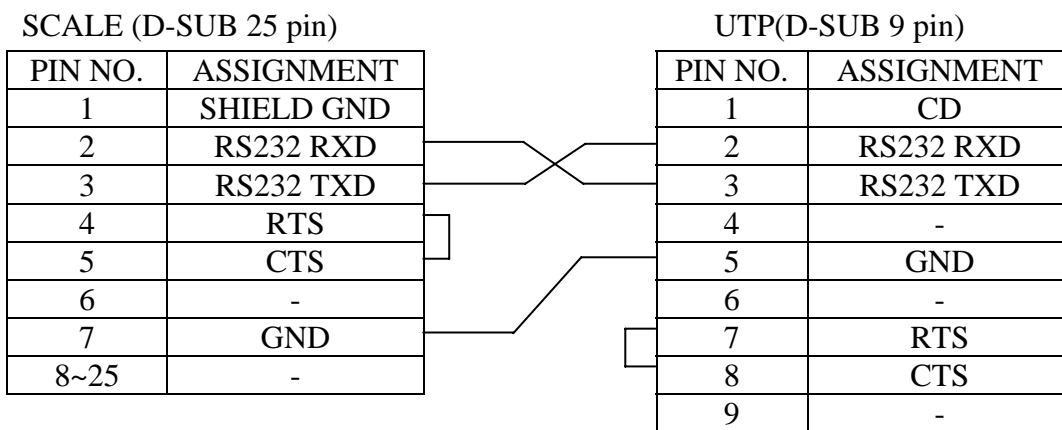 SCALE (D-SUB 25 pin)
PIN NO. ASSIGNMENT
1 SHIELD GND
2 RS232 RXD
3 RS232 TXD
4 RTS
5 CTS
6 -
7 GND
8~25 -
UTP(D-SUB 9 pin)
PIN NO. ASSIGNMENT
1 CD
2 RS232 RXD
3 RS232 TXD
4 -
5 GND
6 -
7 RTS
8 CTS
9 -